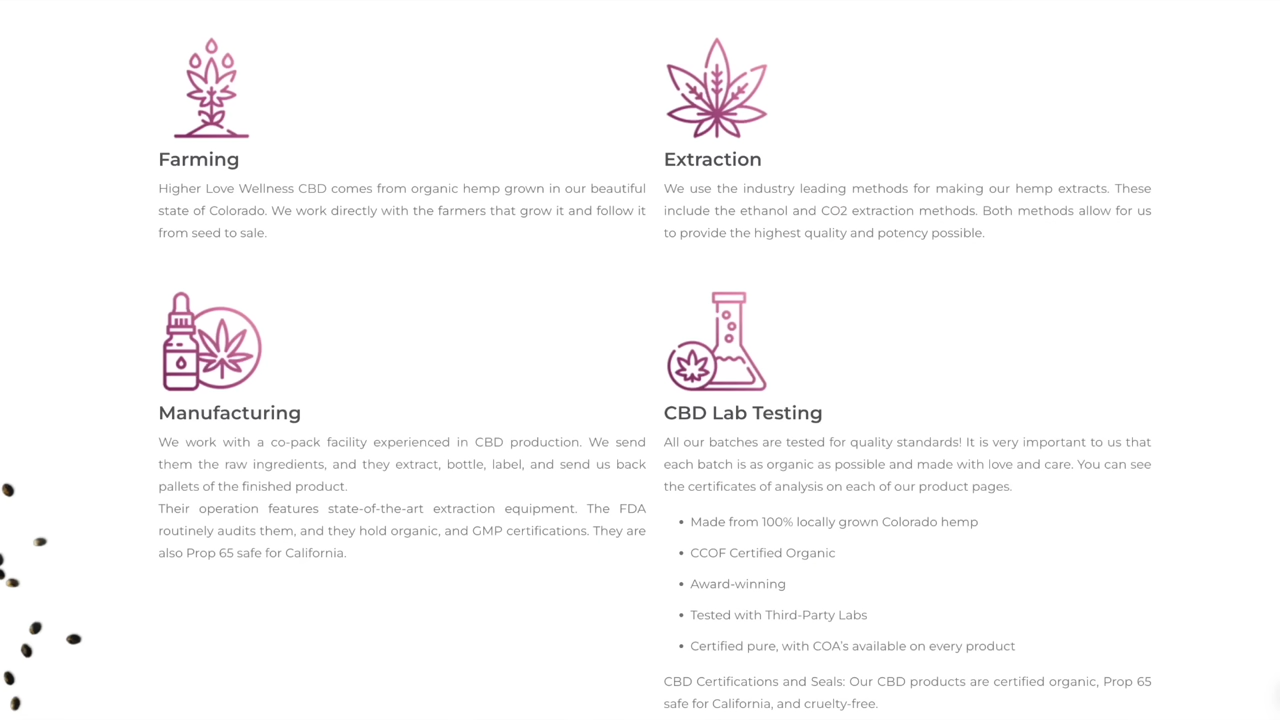 Farming
Higher Love Wellness CBD comes from organic hemp grown in our beautiful
state of Colorado. We work directly with the farmers that grow it and follow it
from seed to sale.
Extraction
We use the industry leading methods for making our hemp extracts. These
include the ethanol and CO2 extraction methods. Both methods allow for us
to provide the highest quality and potency possible.
Manufacturing
We work with a co-pack facility experienced in CBD production. We send
them the raw ingredients, and they extract, bottle, label, and send us back
pallets of the finished product.
Their operation features state-of-the-art extraction equipment. The FDA
routinely audits them, and they hold organic, and GMP certifications. They are
also Prop 65 safe for California.
CBD Lab Testing
All our batches are tested for quality standards! It is very important to us that
each batch is as organic as possible and made with love and care. You can see
the certificates of analysis on each of our product pages.
• Made from 100% locally grown Colorado hemp
• CCOF Certified Organic
• Award-winning
• Tested with Third-Party Labs
• Certified pure, with COA's available on every product
CBD Certifications and Seals: Our CBD products are certified organic, Prop 65
safe for California, and cruelty-free.